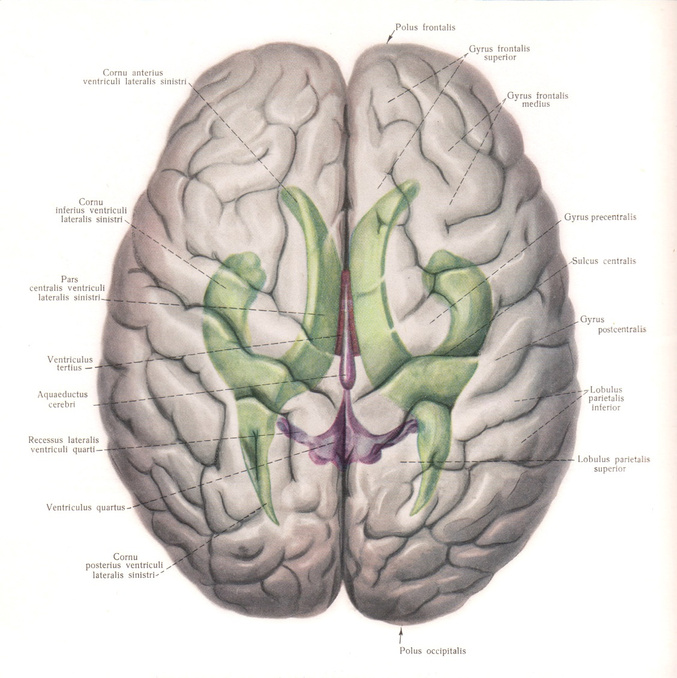 Polus frontalis
Gyrus frontalis
superior
Cornu anterius
ventriculi lateralis sinistri
Gyrus frontalis
medius
Cornu
inferius ventriculi
lateralis sinistri
Gyrus precentralis
Sulcus centralis
Pars
centralis ventriculi
lateralis sinistri
Gyrus
postcentralis
Ventriculus
tertius
Aquaeductus
cerebri
Lobulus
parietalis
inferior
Recessus lateralis
ventriculi quarti
Lobulus parietalis
superior
Ventriculus quartus
Cornu
posterius ventriculi
lateralis sinistri
Polus occipitalis